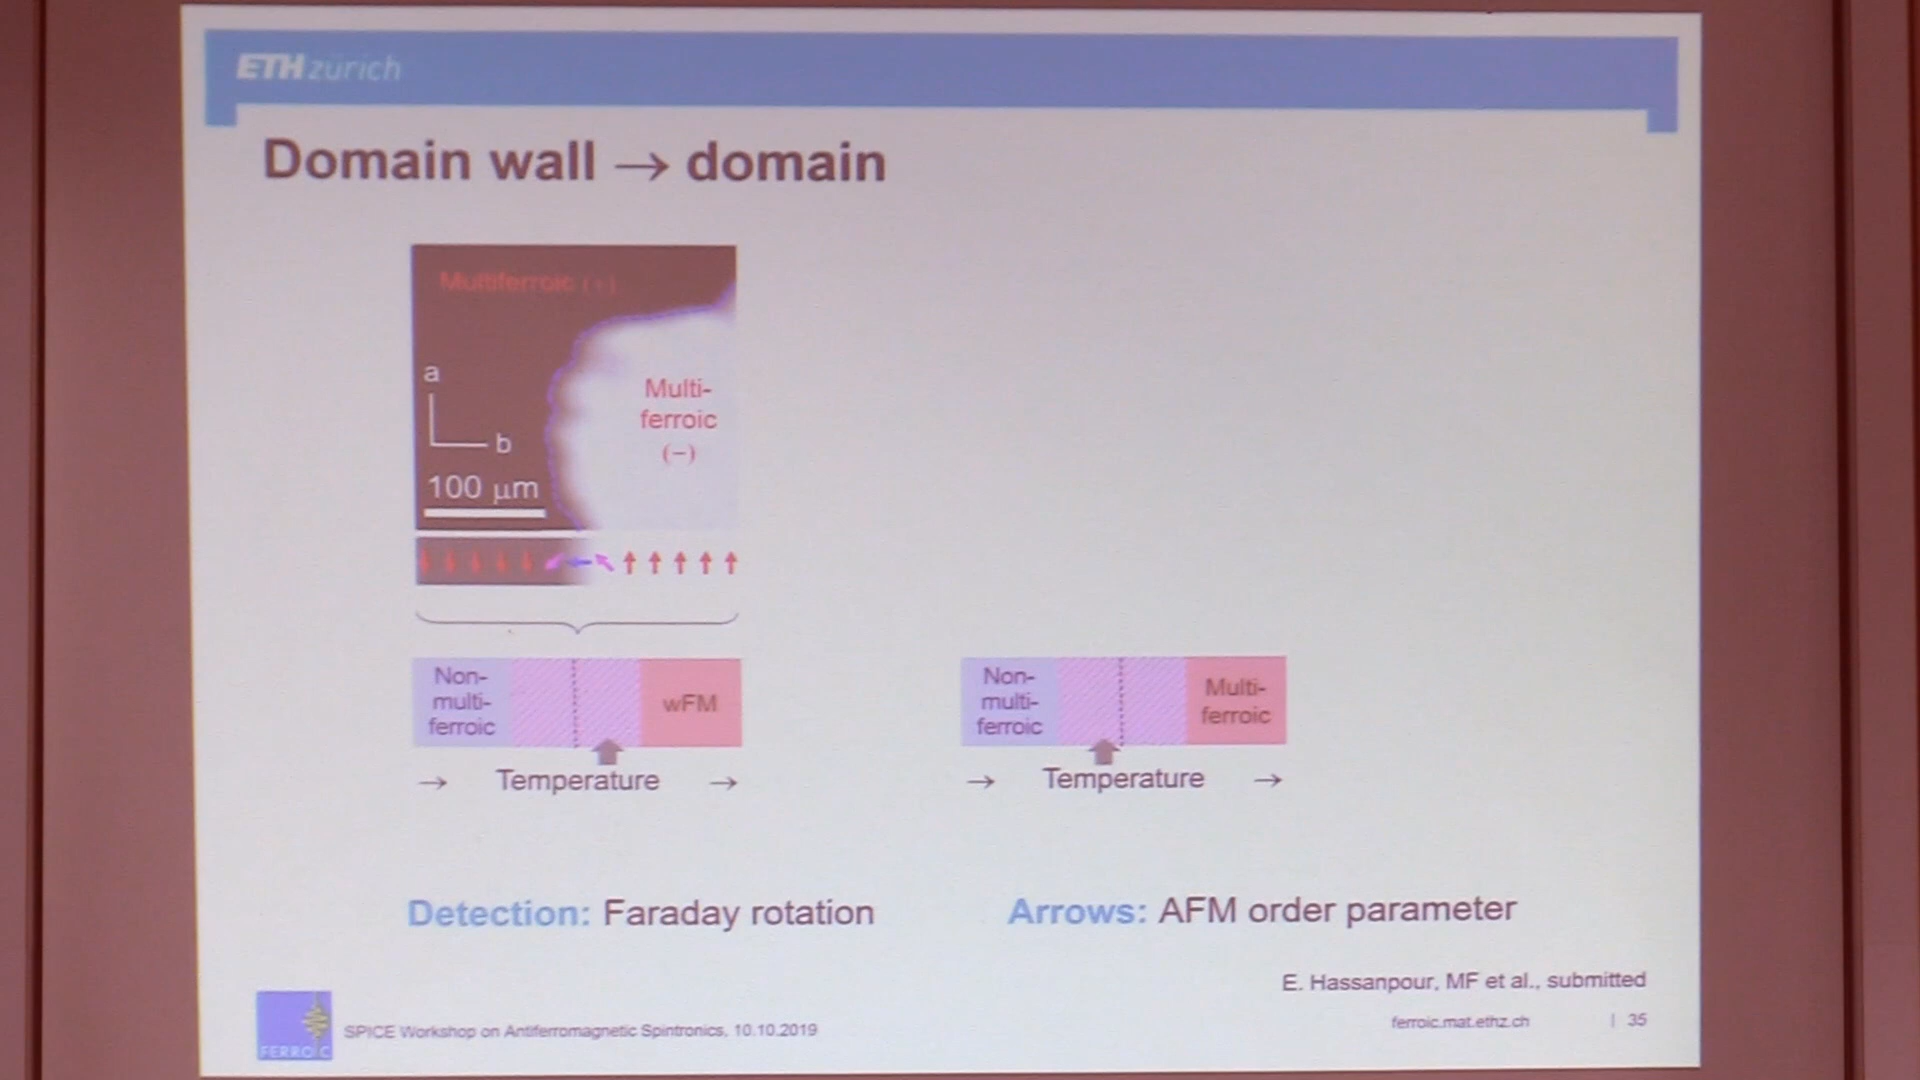 ETH zürich
Domain wall → domain
Multiferroic (+)
a
b
100 µm
Multi-
ferroic
(−)
Non-
multi-
ferroic
wFM
→ Temperature →
Non-
multi-
ferroic
Multi-
ferroic
→ Temperature →
Detection: Faraday rotation
Arrows: AFM order parameter
E. Hassanpour, MF et al., submitted
FERROIC
SPICE Workshop on Antiferromagnetic Spintronics, 10.10.2019
ferroic.mat.ethz.ch | 35